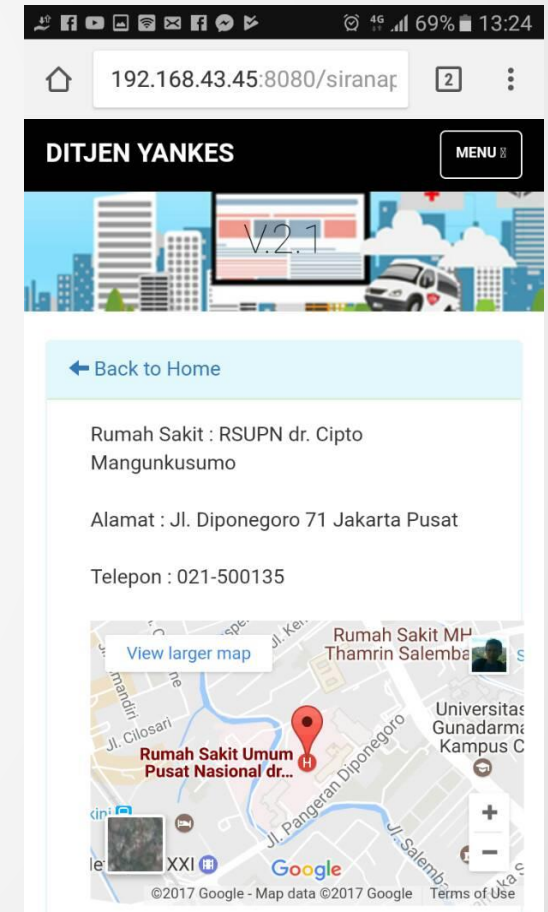 4G 69% 13:24
192.168.43.45:8080/siranap
2
DITJEN YANKES
MENU
V.2.1
Back to Home
Rumah Sakit : RSUPN dr. Cipto
Mangunkusumo
Alamat : Jl. Diponegoro 71 Jakarta Pusat
Telepon : 021-500135
View larger map
Rumah Sakit MH
Thamrin Salemba
Universitas
Gunadarma
Kampus C
Jl. Cilosari
Rumah Sakit Umum
Pusat Nasional dr...
H
Jl. Pangeran Diponegoro
XXI
Jl. Salemba
+
−
Google
©2017 Google - Map data ©2017 Google Terms of Use